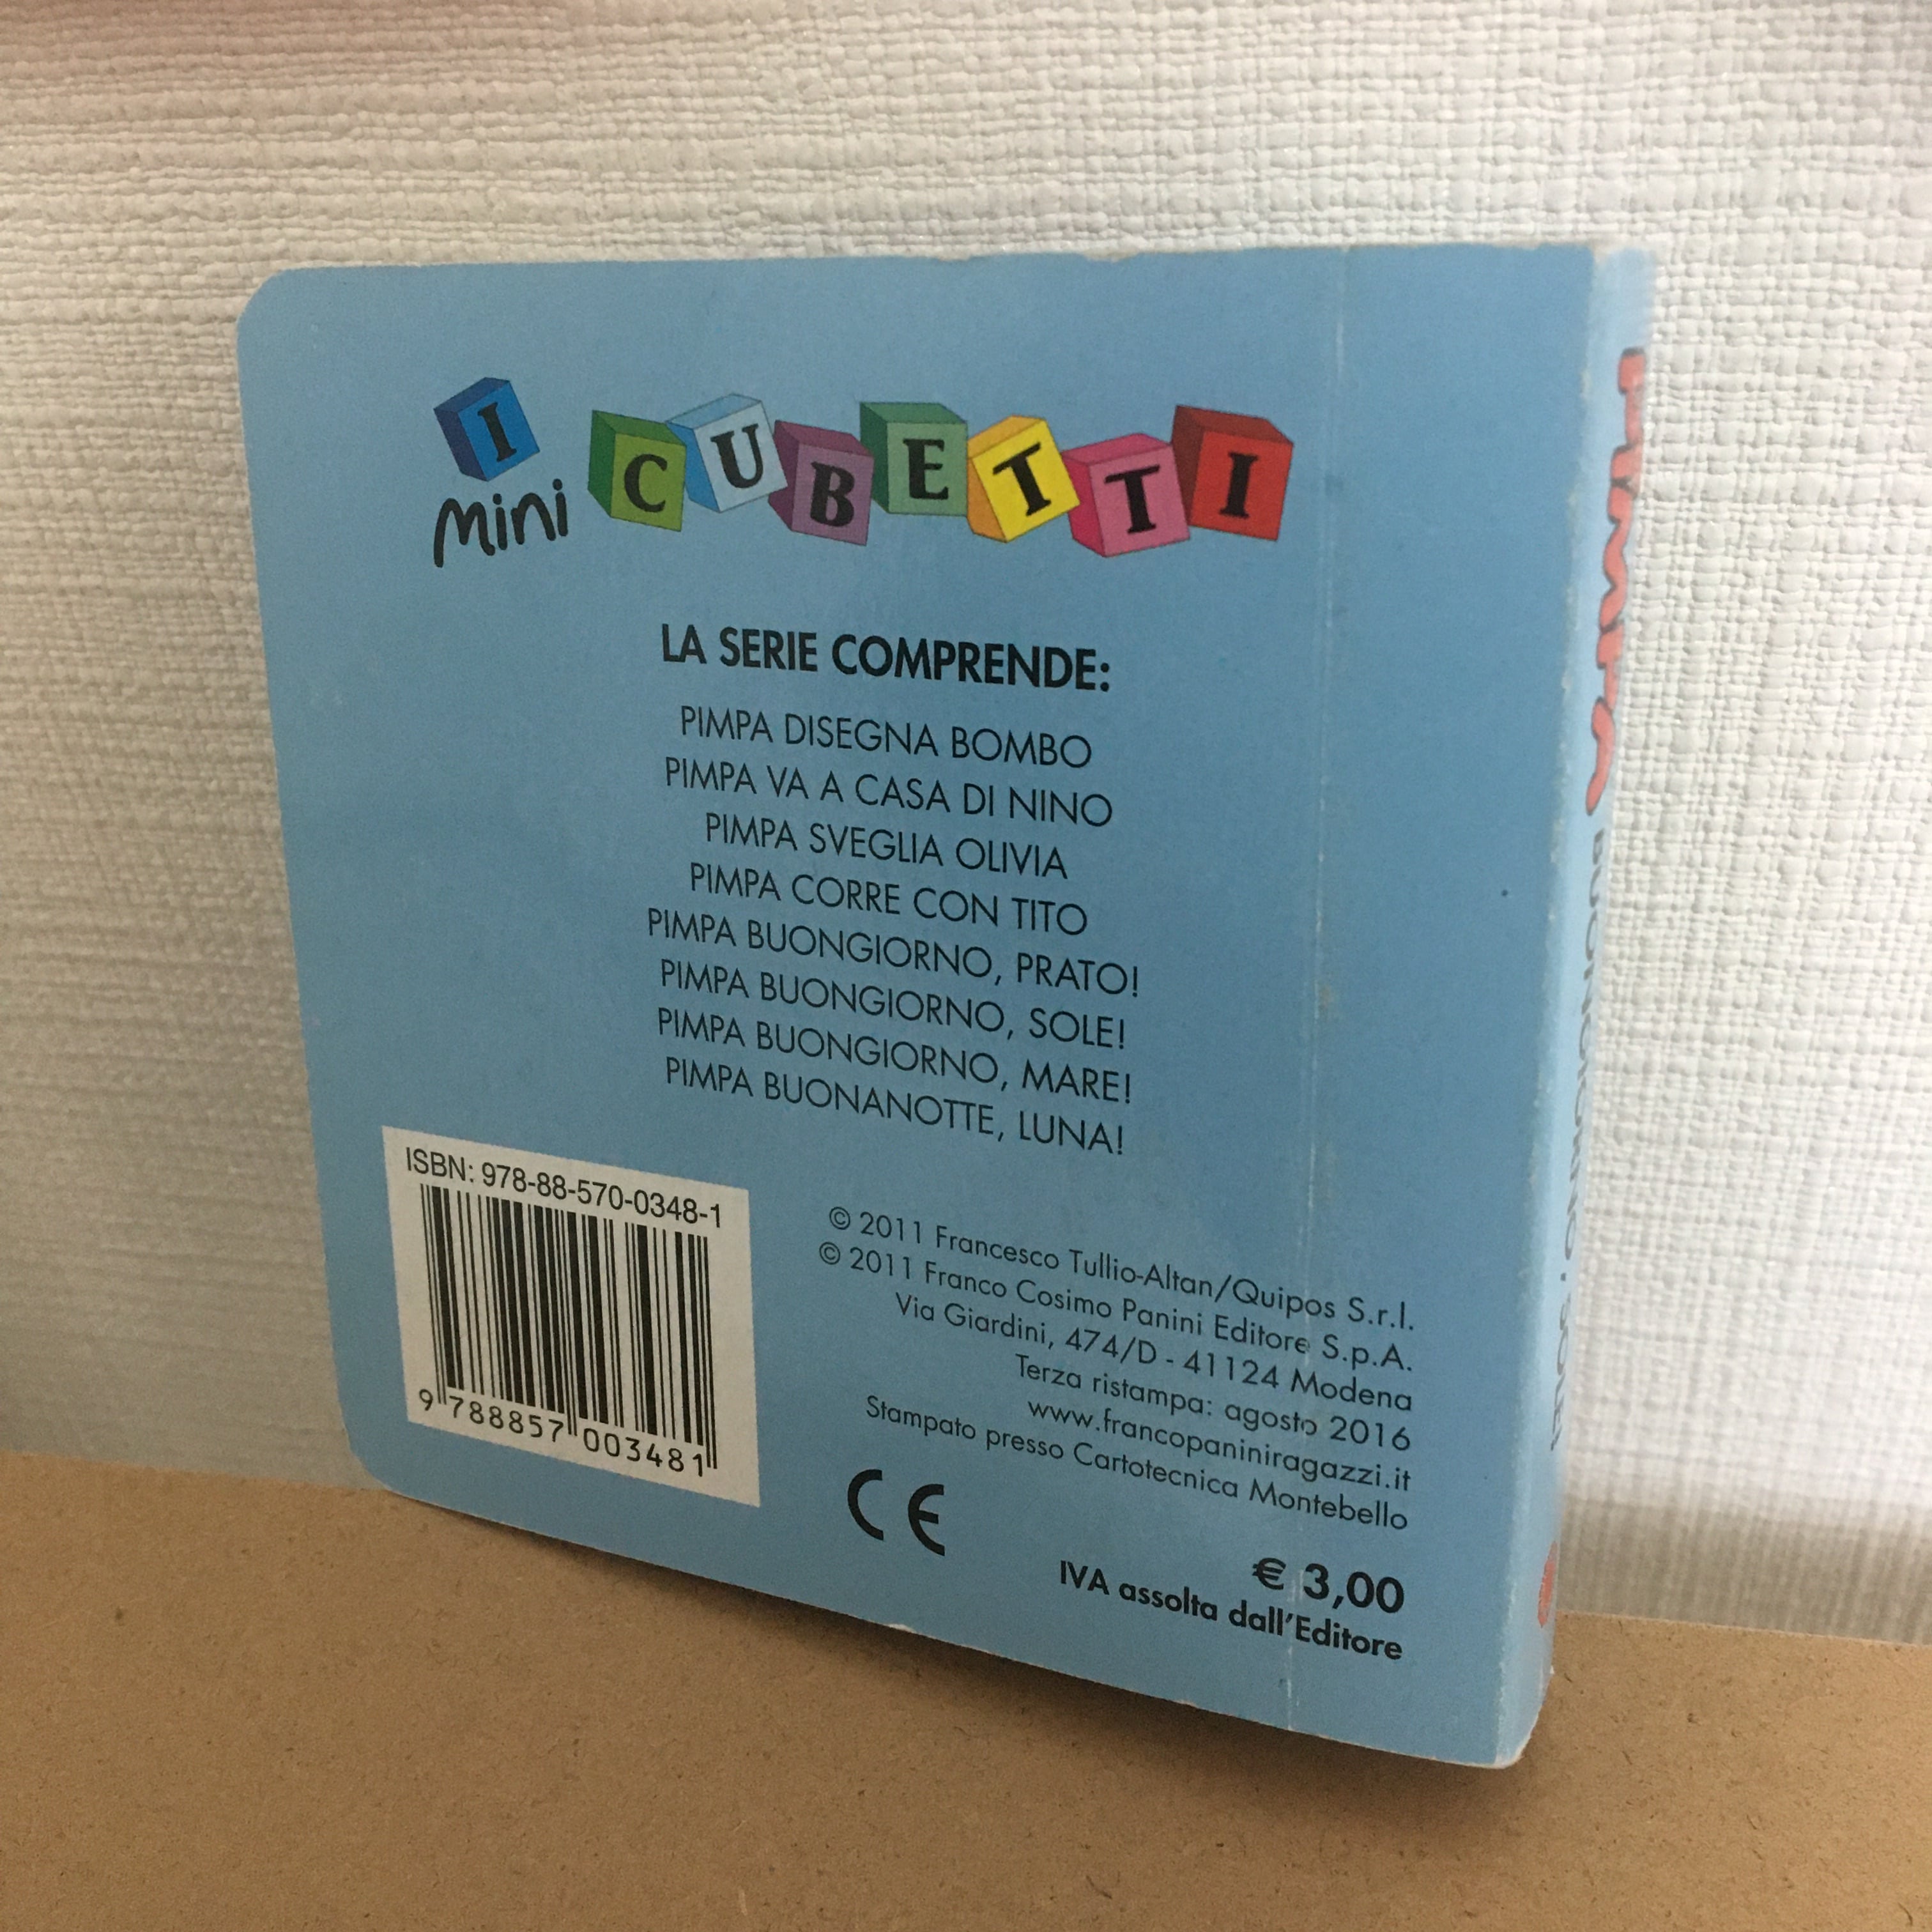 I
mini CUBETTI
LA SERIE COMPRENDE:
PIMPA DISEGNA BOMBO
PIMPA VA A CASA DI NINO
PIMPA SVEGLIA OLIVIA
PIMPA CORRE CON TITO
PIMPA BUONGIORNO, PRATO!
PIMPA BUONGIORNO, SOLE!
PIMPA BUONGIORNO, MARE!
PIMPA BUONANOTTE, LUNA!
ISBN: 978-88-570-0348-1
9 788857 003481
© 2011 Francesco Tullio-Altan/Quipos S.r.l.
© 2011 Franco Cosimo Panini Editore S.p.A.
Via Giardini, 474/D - 41124 Modena
Terza ristampa: agosto 2016
www.francopaniniragazzi.it
Stampato presso Cartotecnica Montebello
CE
€ 3,00
IVA assolta dall'Editore
PIMPA BUONGIORNO, SOLE!